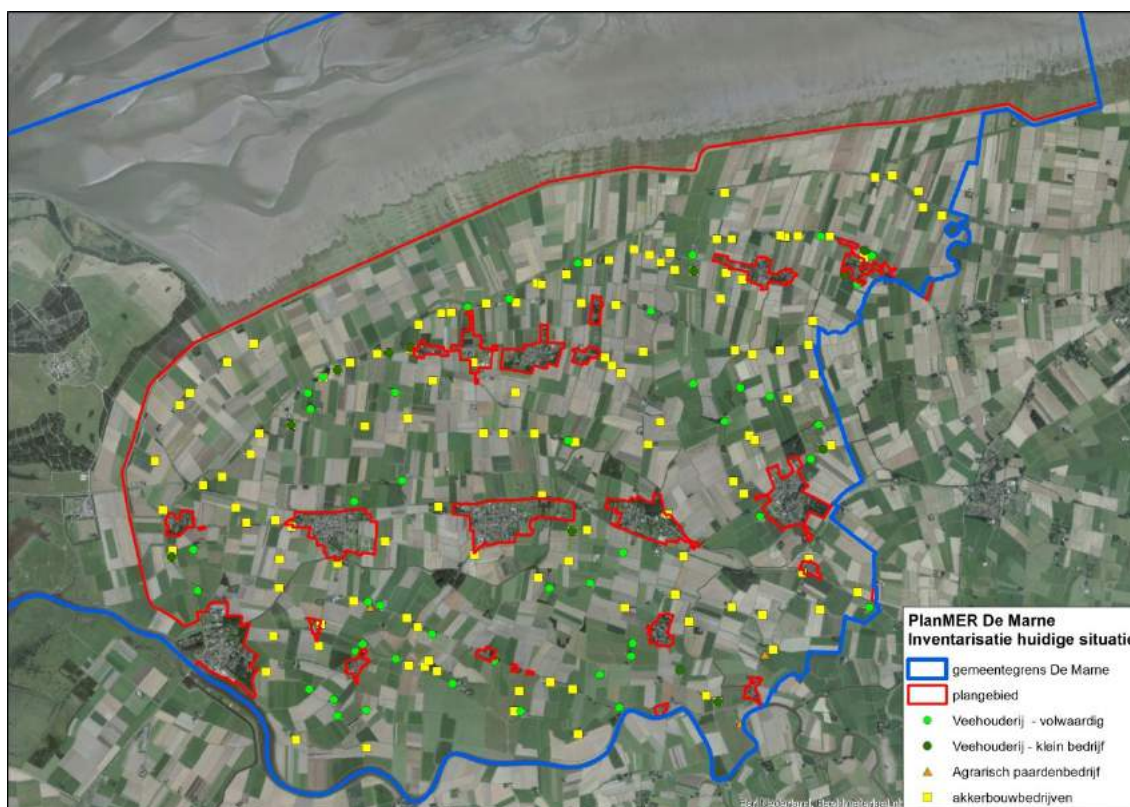 PlanMER De Marne
Inventarisatie huidige situatie
gemeentegrens De Marne
plangebied
Veehouderij - volwaardig
Veehouderij - klein bedrijf
Agrarisch paardenbedrijf
akkerbouwbedrijven